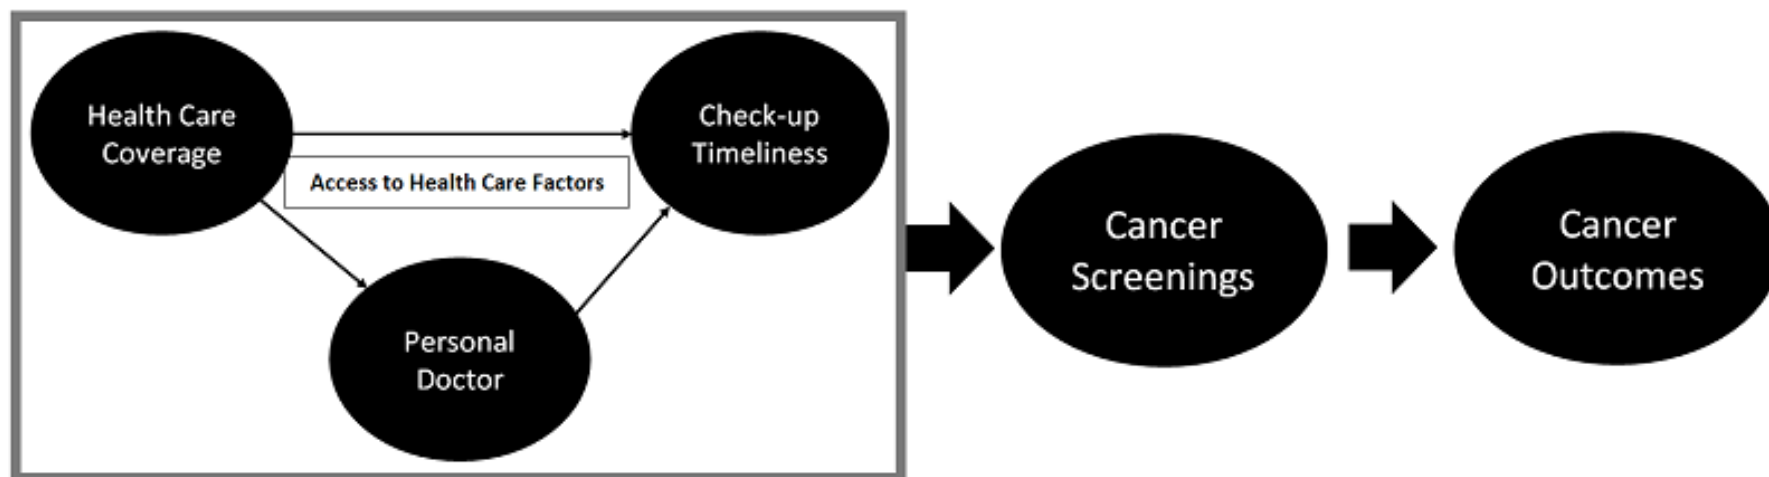 Health Care
Coverage
Check-up
Timeliness
Access to Health Care Factors
Personal
Doctor
Cancer
Screenings
Cancer
Outcomes